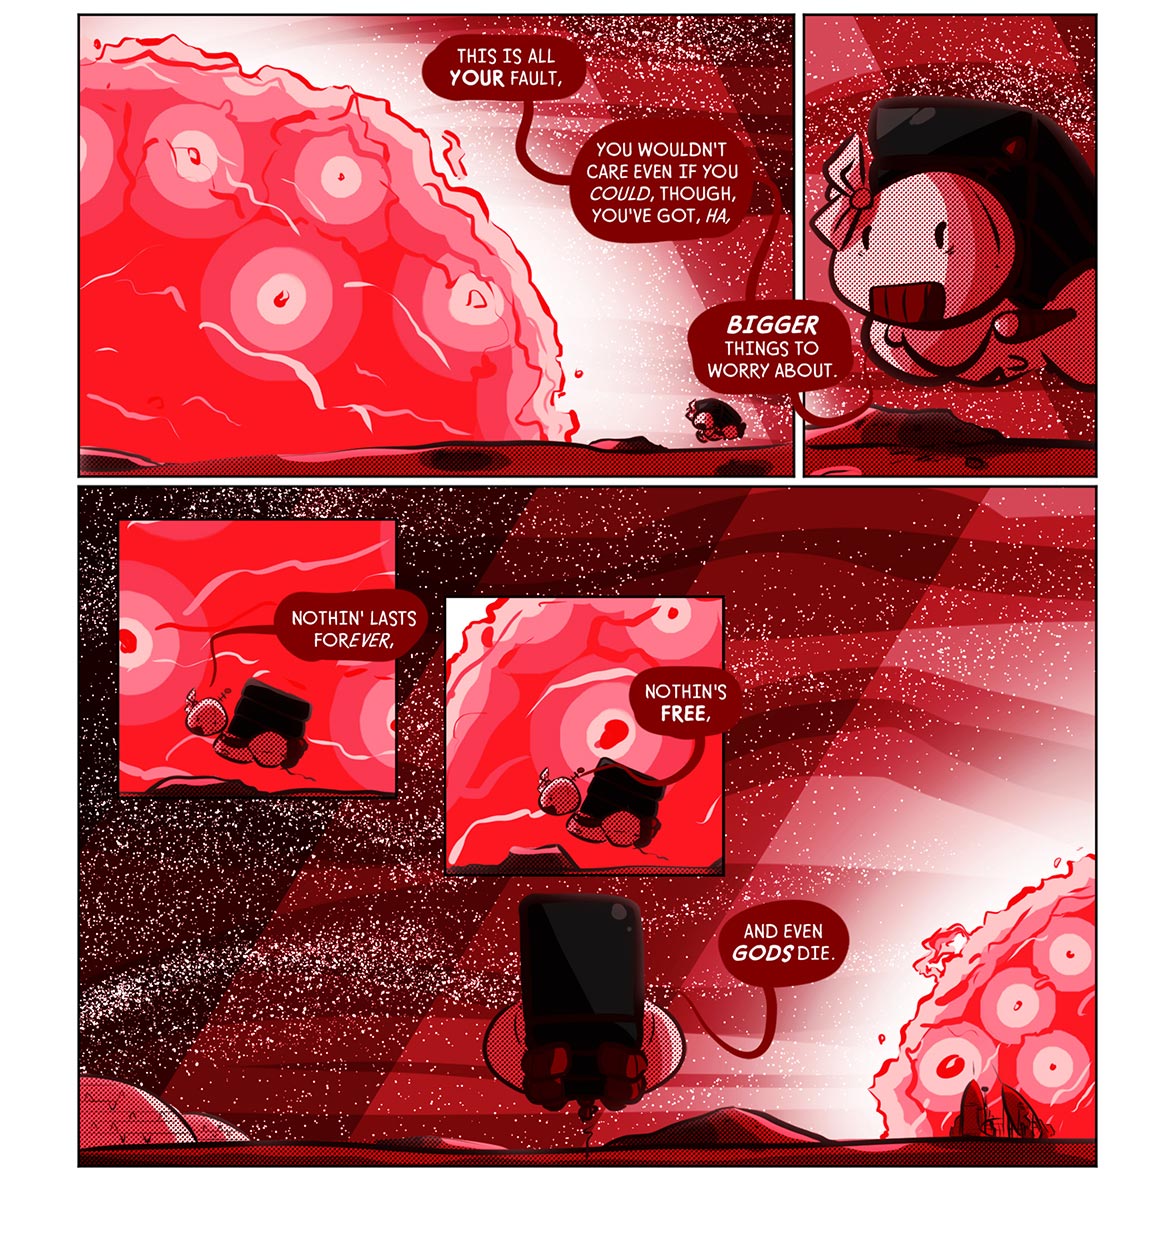 THIS IS ALL
YOUR FAULT,
YOU WOULDN'T
CARE EVEN IF YOU
COULD, THOUGH,
YOU'VE GOT, HA,
BIGGER
THINGS TO
WORRY ABOUT.
NOTHIN' LASTS
FOREVER,
NOTHIN'S
FREE,
AND EVEN
GODS DIE.